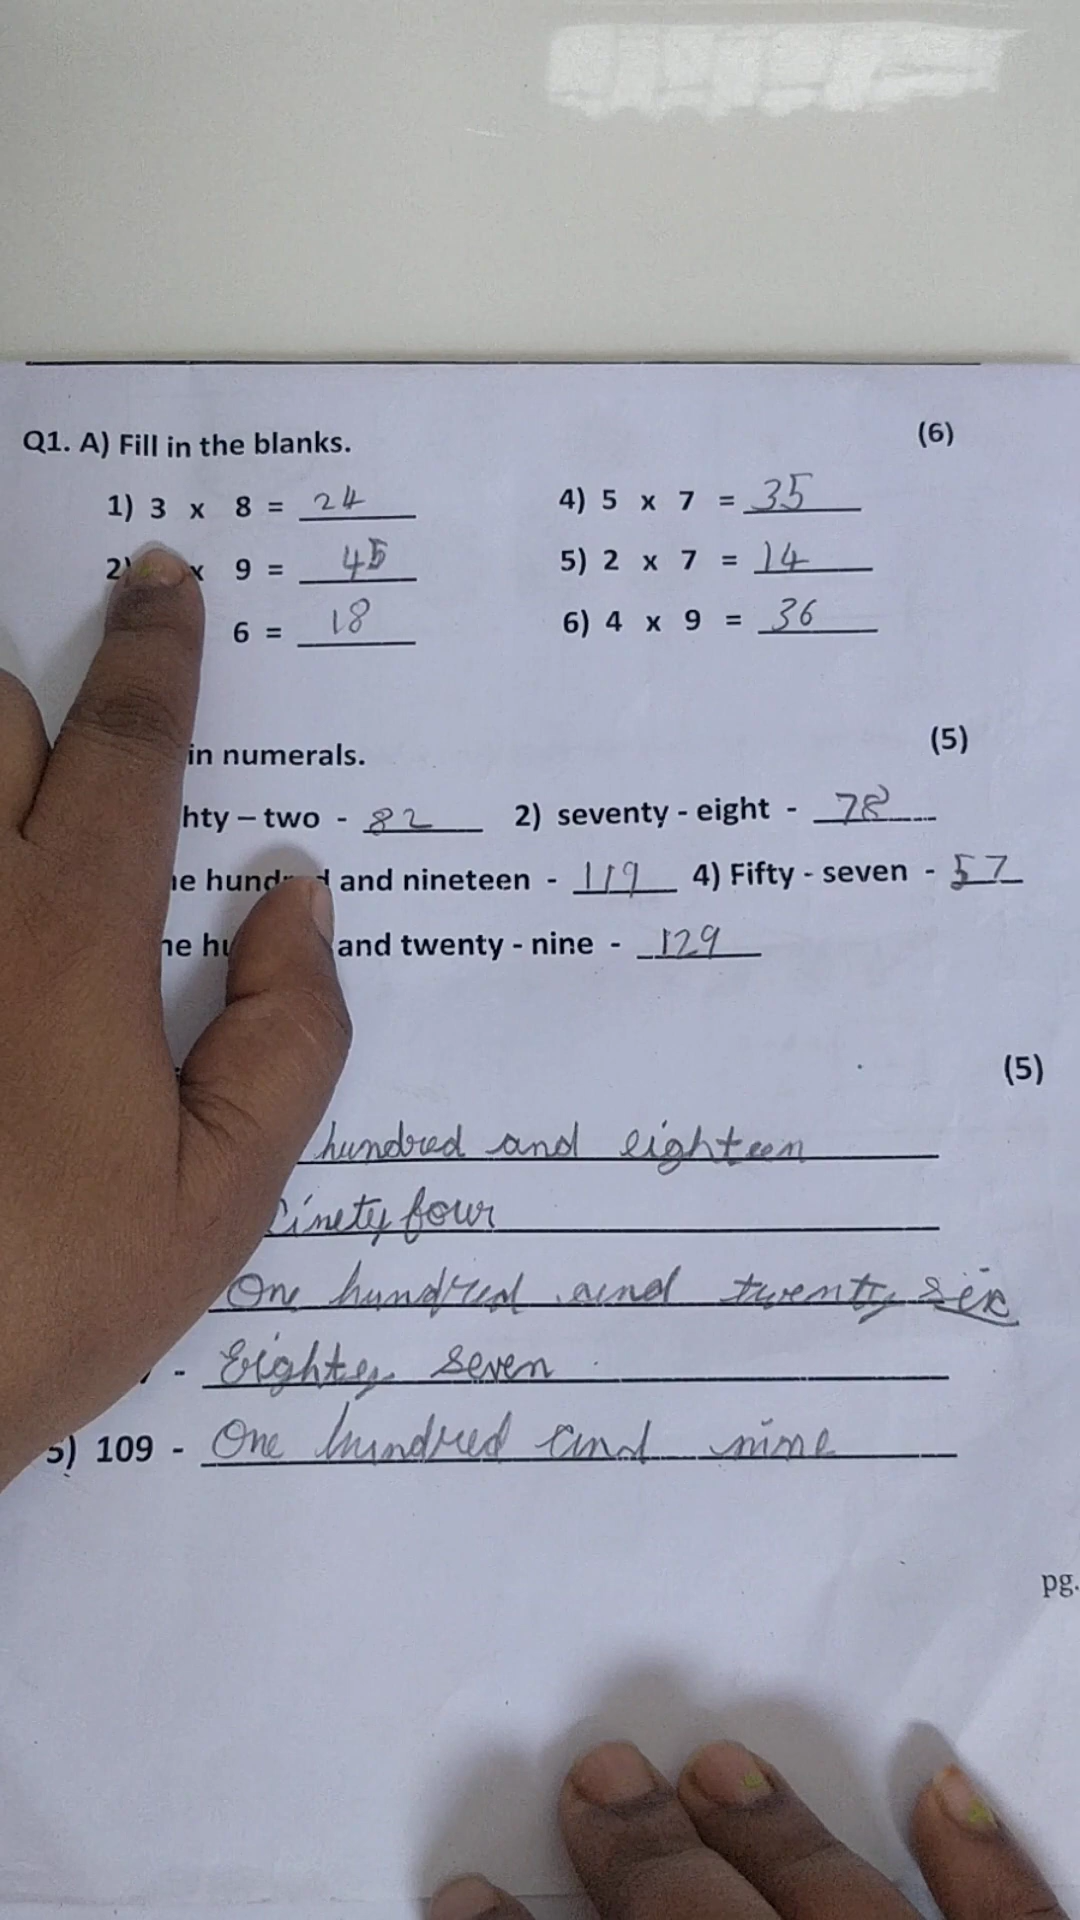 Q1. A) Fill in the blanks. (6)
1) 3 x 8 = 24 4) 5 x 7 = 35
2) x 9 = 45 5) 2 x 7 = 14
6 = 18 6) 4 x 9 = 36
in numerals. (5)
hty – two - 82 2) seventy - eight - 78
and nineteen - 119 4) Fifty - seven - 57
and twenty - nine - 129
(5)
hundred and eighteen
inety four
One hundred and twenty six
- Eighty seven
5) 109 - One hundred and nine
pg.